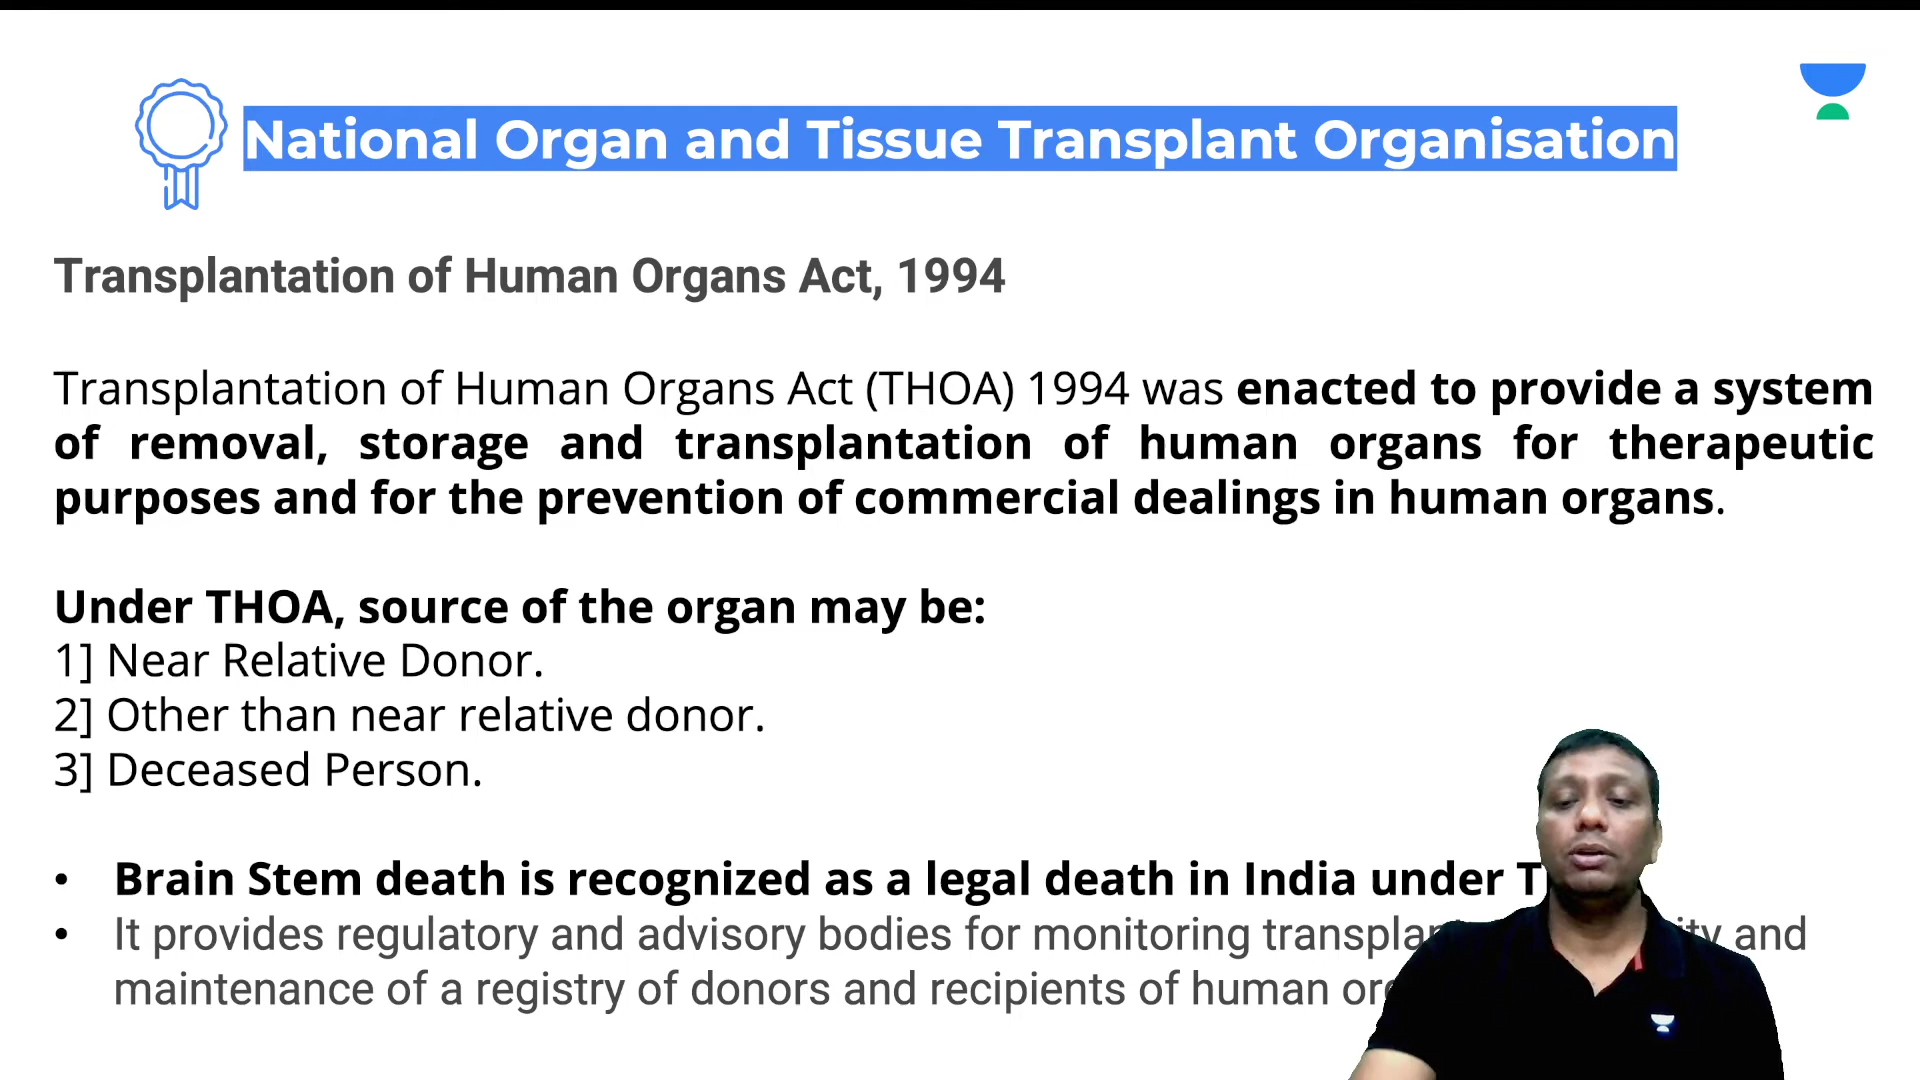 National Organ and Tissue Transplant Organisation
Transplantation of Human Organs Act, 1994
Transplantation of Human Organs Act (THOA) 1994 was enacted to provide a system
of removal, storage and transplantation of human organs for therapeutic
purposes and for the prevention of commercial dealings in human organs.
Under THOA, source of the organ may be:
1] Near Relative Donor.
2] Other than near relative donor.
3] Deceased Person.
• Brain Stem death is recognized as a legal death in India under
• It provides regulatory and advisory bodies for monitoring and
maintenance of a registry of donors and recipients of human